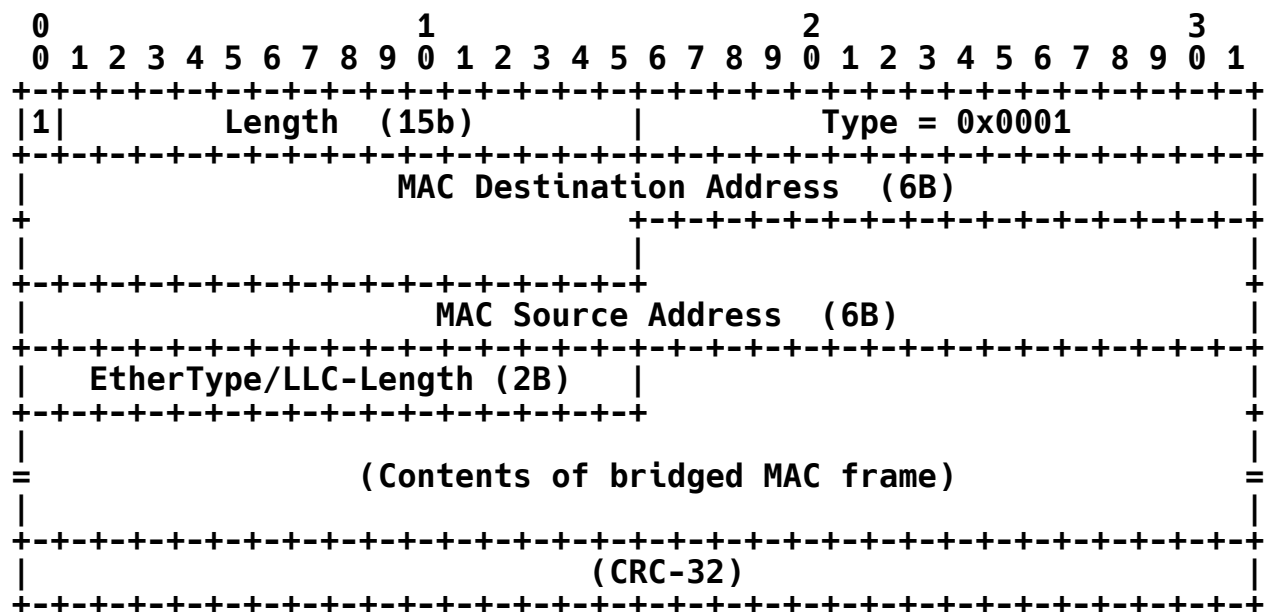 0                   1                   2                   3
 0 1 2 3 4 5 6 7 8 9 0 1 2 3 4 5 6 7 8 9 0 1 2 3 4 5 6 7 8 9 0 1
+-+-+-+-+-+-+-+-+-+-+-+-+-+-+-+-+-+-+-+-+-+-+-+-+-+-+-+-+-+-+-+-+
|1|        Length  (15b)        |         Type = 0x0001         |
+-+-+-+-+-+-+-+-+-+-+-+-+-+-+-+-+-+-+-+-+-+-+-+-+-+-+-+-+-+-+-+-+
|                   MAC Destination Address  (6B)               |
+                               +-+-+-+-+-+-+-+-+-+-+-+-+-+-+-+-+
|                               |                               |
+-+-+-+-+-+-+-+-+-+-+-+-+-+-+-+-+                               +
|                     MAC Source Address  (6B)                  |
+-+-+-+-+-+-+-+-+-+-+-+-+-+-+-+-+-+-+-+-+-+-+-+-+-+-+-+-+-+-+-+-+
|   EtherType/LLC-Length (2B)   |                               |
+-+-+-+-+-+-+-+-+-+-+-+-+-+-+-+-+                               +
|                                                               |
=                 (Contents of bridged MAC frame)               =
|                                                               |
+-+-+-+-+-+-+-+-+-+-+-+-+-+-+-+-+-+-+-+-+-+-+-+-+-+-+-+-+-+-+-+-+
|                             (CRC-32)                          |
+-+-+-+-+-+-+-+-+-+-+-+-+-+-+-+-+-+-+-+-+-+-+-+-+-+-+-+-+-+-+-+-+